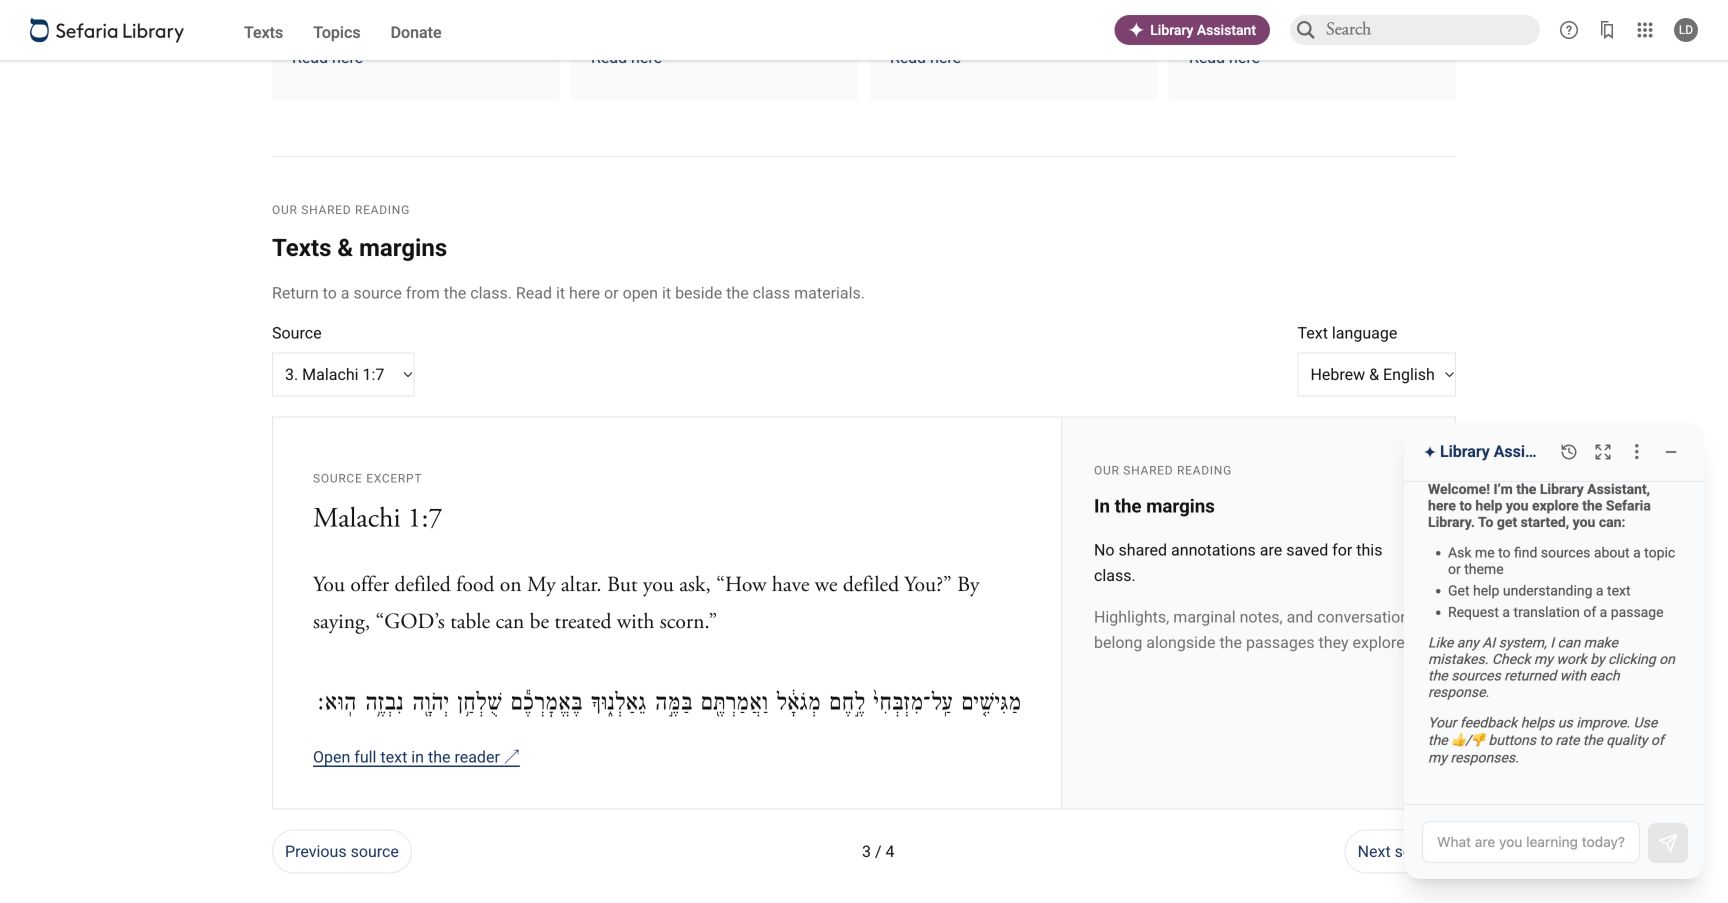 Sefaria Library
Texts
Topics
Donate
Library Assistant
Search
LD
Read here
Read here
Read here
Read here
OUR SHARED READING
Texts & margins
Return to a source from the class. Read it here or open it beside the class materials.
Source
Text language
3. Malachi 1:7
Hebrew & English
SOURCE EXCERPT
Malachi 1:7
You offer defiled food on My altar. But you ask, “How have we defiled You?” By
saying, “GOD’s table can be treated with scorn.”
מַגִּישִׁ֤ים עַֽל־מִזְבְּחִי֙ לֶ֣חֶם מְגֹאָ֔ל וַאֲמַרְתֶּ֖ם בַּמֶּ֣ה גֵאַלְנ֑וּךָ בֶּאֱמׇרְכֶ֕ם שֻׁלְחַ֥ן יְהֹוָ֖ה נִבְזֶ֥ה הֽוּא׃
Open full text in the reader
Previous source
3 / 4
Next s
OUR SHARED READING
In the margins
No shared annotations are saved for this
class.
Highlights, marginal notes, and conversation
belong alongside the passages they explore
Library Assi...
Welcome! I’m the Library Assistant,
here to help you explore the Sefaria
Library. To get started, you can:
• Ask me to find sources about a topic
or theme
• Get help understanding a text
• Request a translation of a passage
Like any AI system, I can make
mistakes. Check my work by clicking on
the sources returned with each
response.
Your feedback helps us improve. Use
the 👍/👎 buttons to rate the quality of
my responses.
What are you learning today?